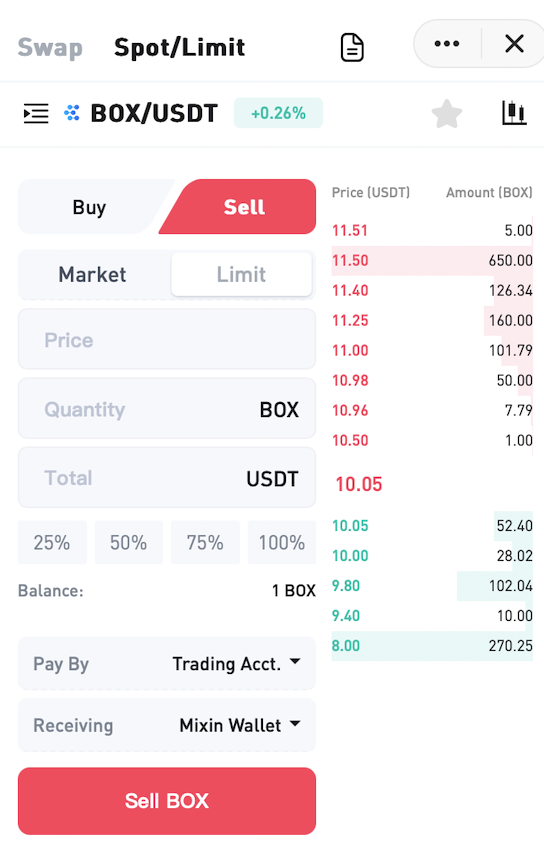 Swap Spot/Limit
BOX/USDT +0.26%
Buy Sell
Market Limit
Price
Quantity BOX
Total USDT
25% 50% 75% 100%
Balance: 1 BOX
Pay By Trading Acct.
Receiving Mixin Wallet
Sell BOX
Price (USDT) Amount (BOX)
11.51 5.00
11.50 650.00
11.40 126.34
11.25 160.00
11.00 101.79
10.98 50.00
10.96 7.79
10.50 1.00
10.05
10.05 52.40
10.00 28.02
9.80 102.04
9.40 10.00
8.00 270.25